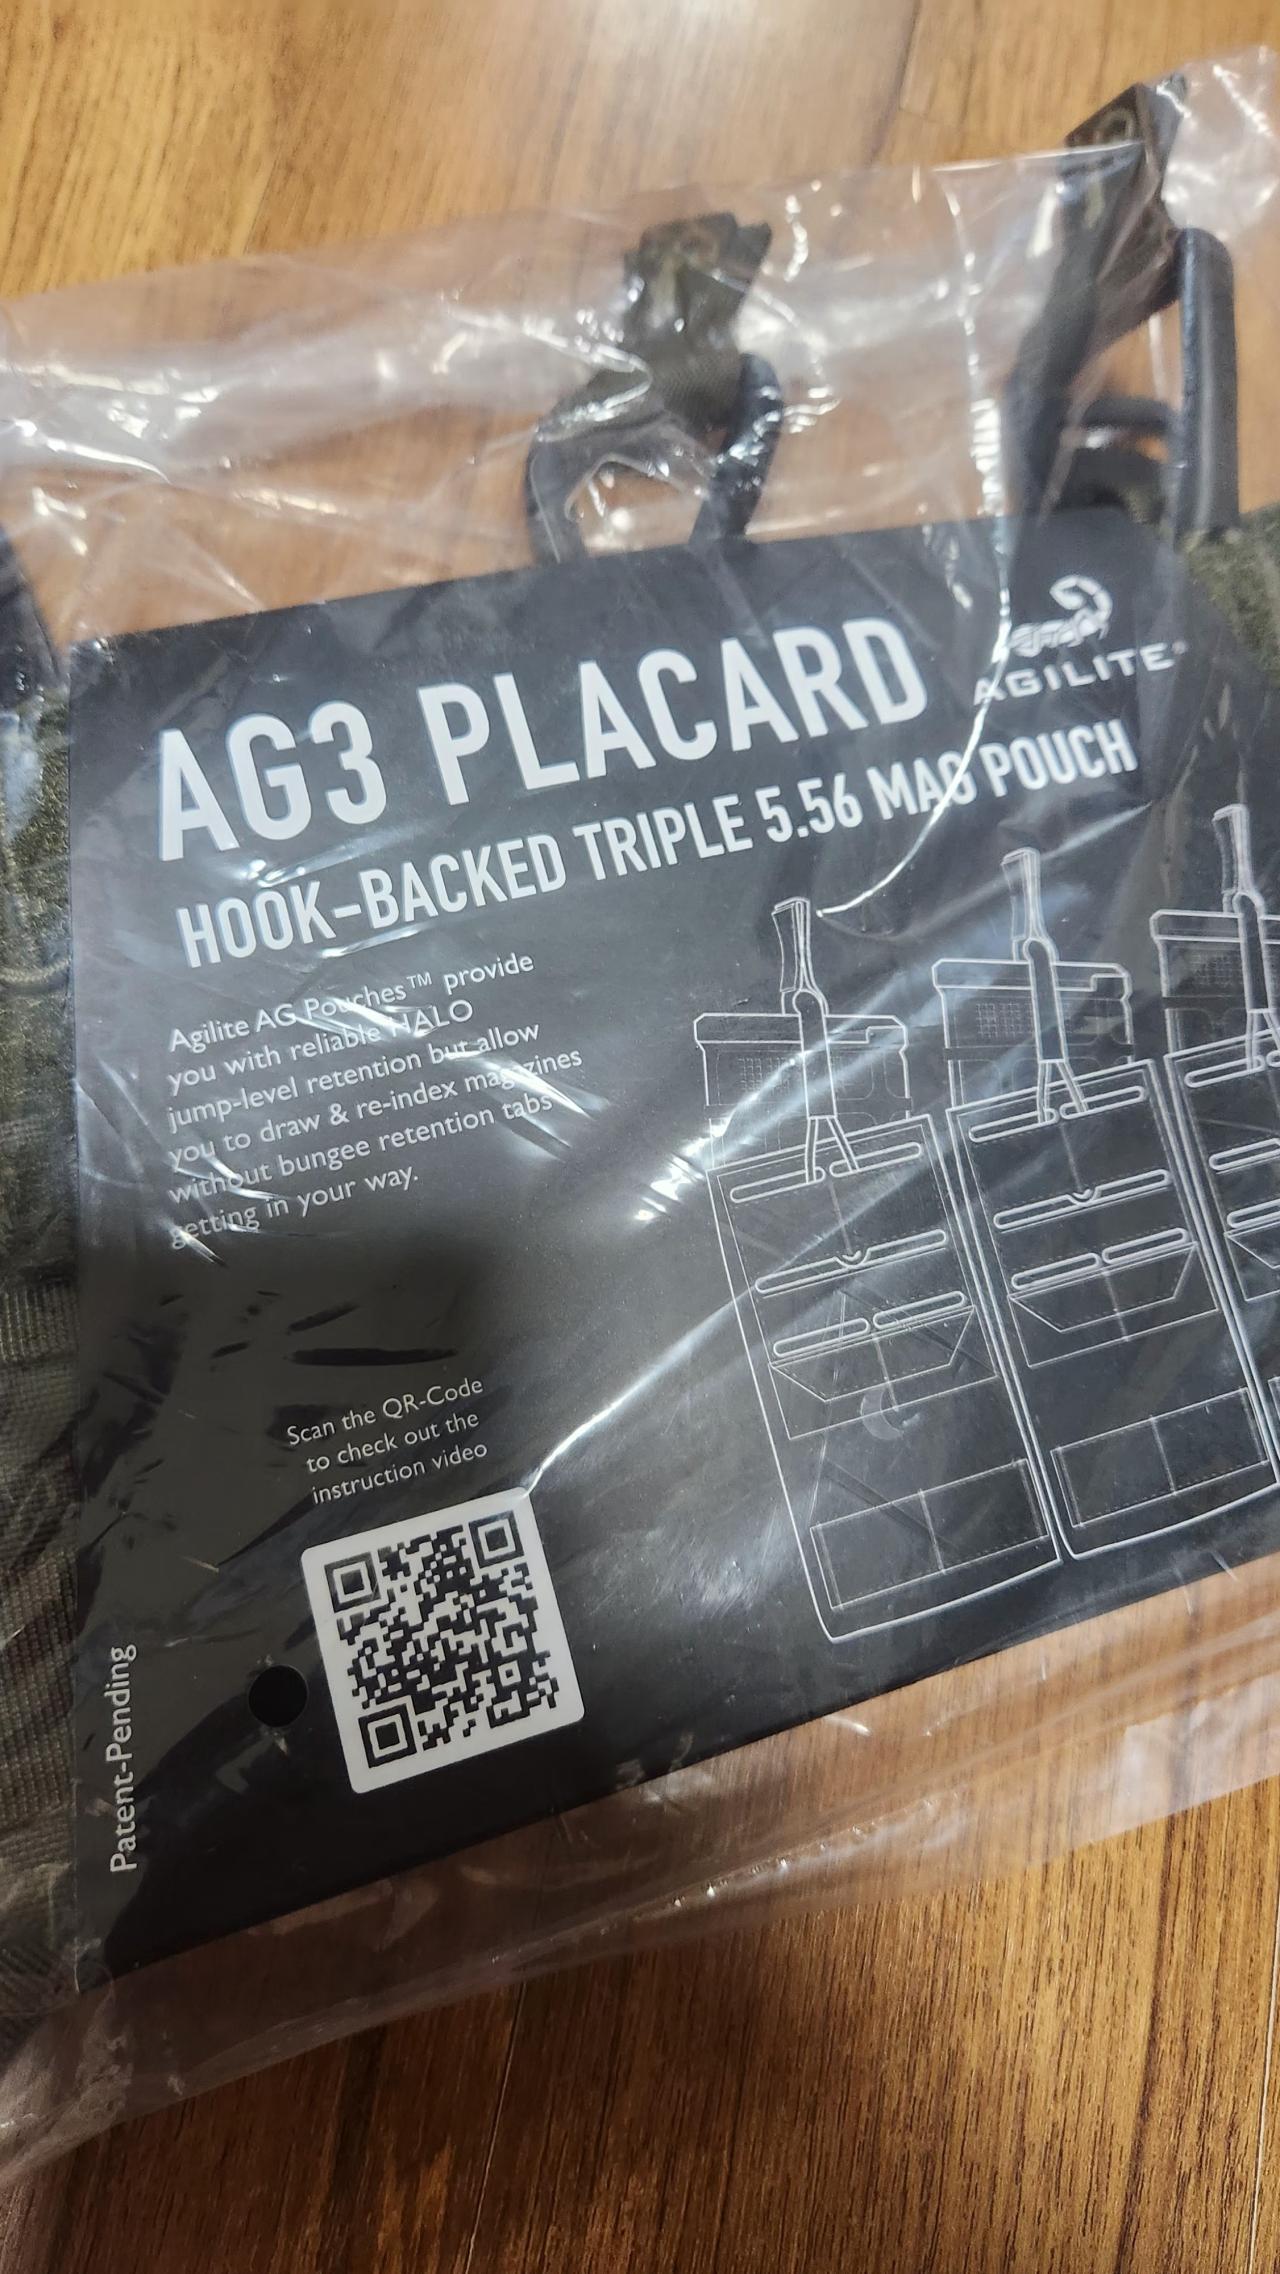 AGILITE®
AG3 PLACARD
HOOK-BACKED TRIPLE 5.56 MAG POUCH
Agilite AG Pouches™ provide
you with reliable HALO
jump-level retention but allow
you to draw & re-index magazines
without bungee retention tabs
getting in your way.
Scan the QR-Code
to check out the
instruction video
Patent-Pending